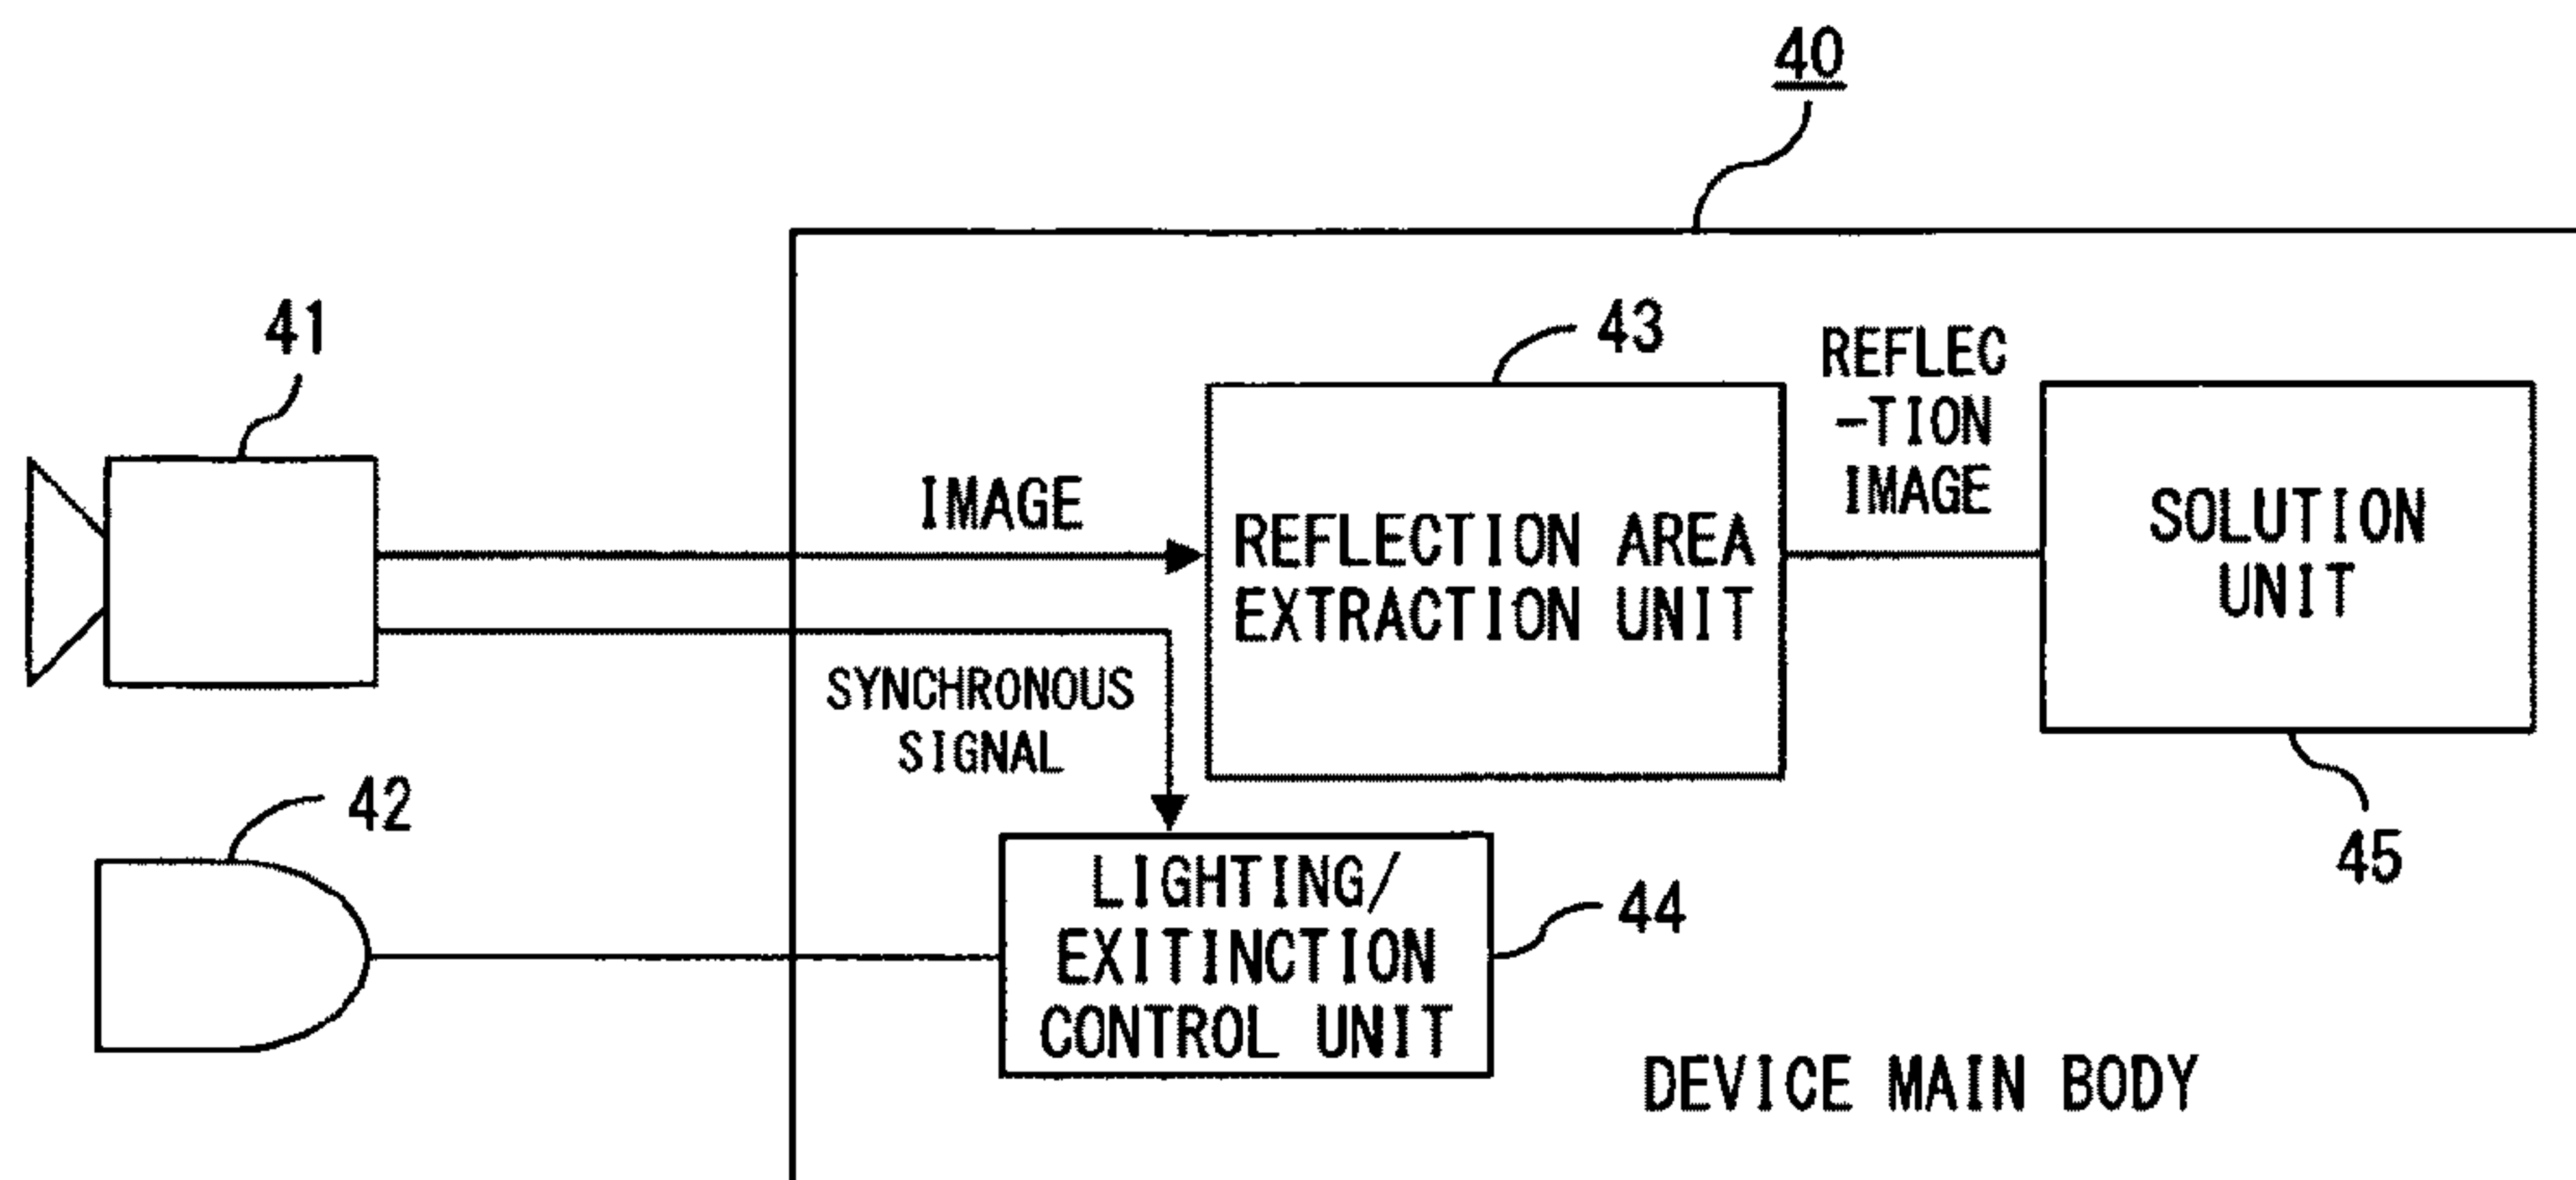 40
41
43
REFLEC
-TION
IMAGE
IMAGE
REFLECTION AREA
EXTRACTION UNIT
SOLUTION
UNIT
SYNCHRONOUS
SIGNAL
42
45
LIGHTING/
EXITINCTION
CONTROL UNIT
44
DEVICE MAIN BODY